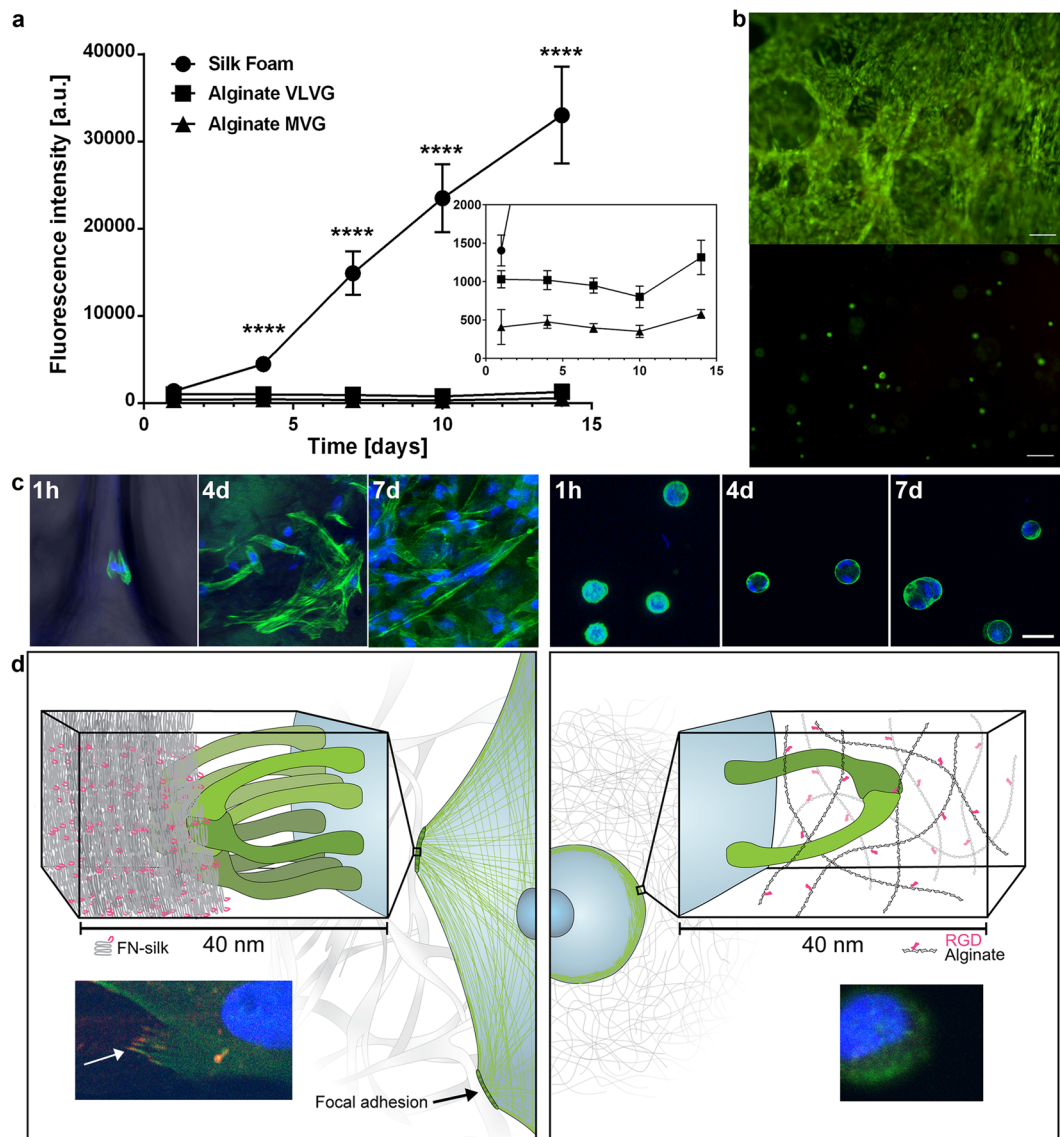 a
Fluorescence intensity [a.u.]
40000
30000
20000
10000
0
0
5
10
15
Time [days]
Silk Foam
Alginate VLVG
Alginate MVG
****
****
****
****
2000
1500
1000
500
0
0
5
10
15
b
c
1h
4d
7d
1h
4d
7d
d
40 nm
FN-silk
Focal adhesion
40 nm
RGD
Alginate